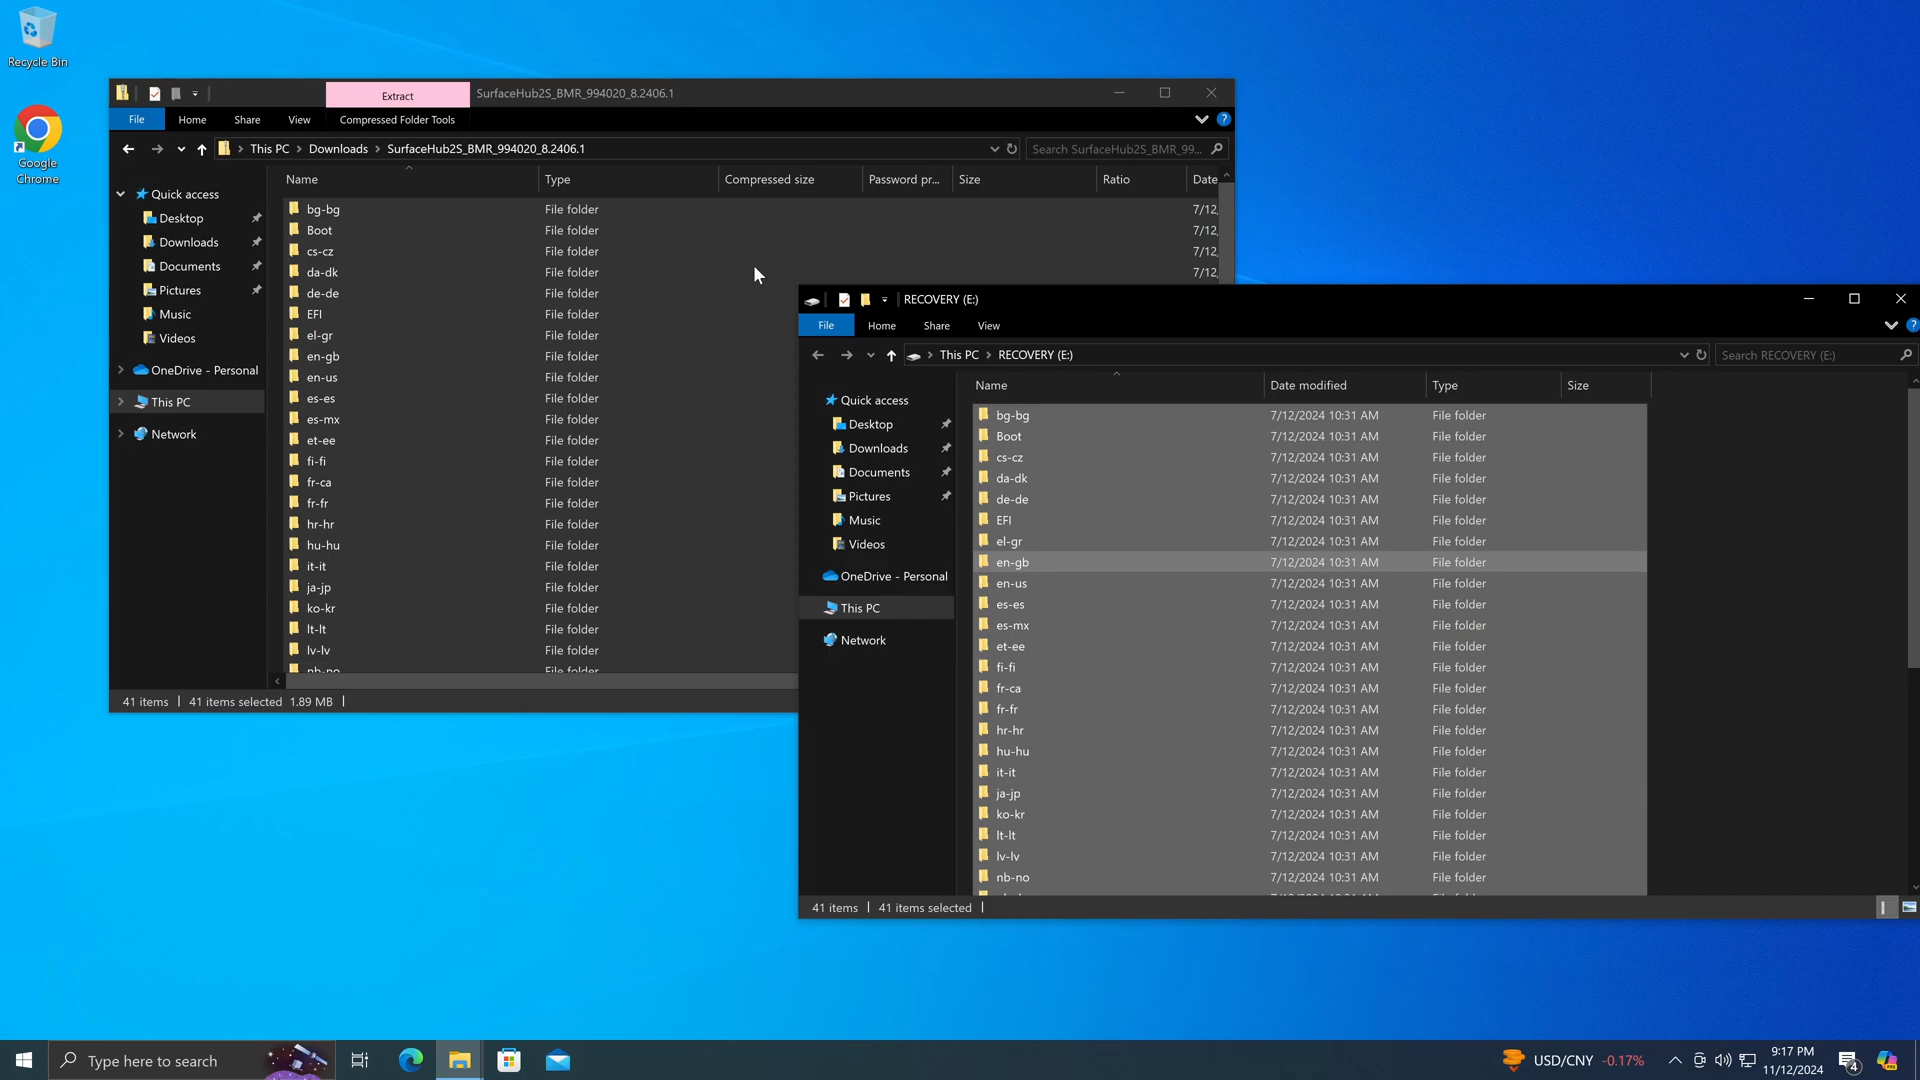 Recycle Bin
Google
Chrome
Extract
SurfaceHub2S_BMR_994020_8.2406.1
File
Home
Share
View
Compressed Folder Tools
This PC
Downloads
SurfaceHub2S_BMR_994020_8.2406.1
Search SurfaceHub2S_BMR_99...
Name
Type
Compressed size
Password pr...
Size
Ratio
Date
Quick access
Desktop
Downloads
Documents
Pictures
Music
Videos
OneDrive - Personal
This PC
Network
bg-bg File folder 7/12,
Boot File folder 7/12,
cs-cz File folder 7/12,
da-dk File folder 7/12,
de-de File folder
EFI File folder
el-gr File folder
en-gb File folder
en-us File folder
es-es File folder
es-mx File folder
et-ee File folder
fi-fi File folder
fr-ca File folder
fr-fr File folder
hr-hr File folder
hu-hu File folder
it-it File folder
ja-jp File folder
ko-kr File folder
lt-lt File folder
lv-lv File folder
nb-no File folder
41 items
41 items selected 1.89 MB
RECOVERY (E:)
File
Home
Share
View
This PC
RECOVERY (E:)
Search RECOVERY (E:)
Name
Date modified
Type
Size
Quick access
Desktop
Downloads
Documents
Pictures
Music
Videos
OneDrive - Personal
This PC
Network
bg-bg 7/12/2024 10:31 AM File folder
Boot 7/12/2024 10:31 AM File folder
cs-cz 7/12/2024 10:31 AM File folder
da-dk 7/12/2024 10:31 AM File folder
de-de 7/12/2024 10:31 AM File folder
EFI 7/12/2024 10:31 AM File folder
el-gr 7/12/2024 10:31 AM File folder
en-gb 7/12/2024 10:31 AM File folder
en-us 7/12/2024 10:31 AM File folder
es-es 7/12/2024 10:31 AM File folder
es-mx 7/12/2024 10:31 AM File folder
et-ee 7/12/2024 10:31 AM File folder
fi-fi 7/12/2024 10:31 AM File folder
fr-ca 7/12/2024 10:31 AM File folder
fr-fr 7/12/2024 10:31 AM File folder
hr-hr 7/12/2024 10:31 AM File folder
hu-hu 7/12/2024 10:31 AM File folder
it-it 7/12/2024 10:31 AM File folder
ja-jp 7/12/2024 10:31 AM File folder
ko-kr 7/12/2024 10:31 AM File folder
lt-lt 7/12/2024 10:31 AM File folder
lv-lv 7/12/2024 10:31 AM File folder
nb-no 7/12/2024 10:31 AM File folder
41 items
41 items selected
Type here to search
USD/CNY -0.17%
9:17 PM
11/12/2024
4